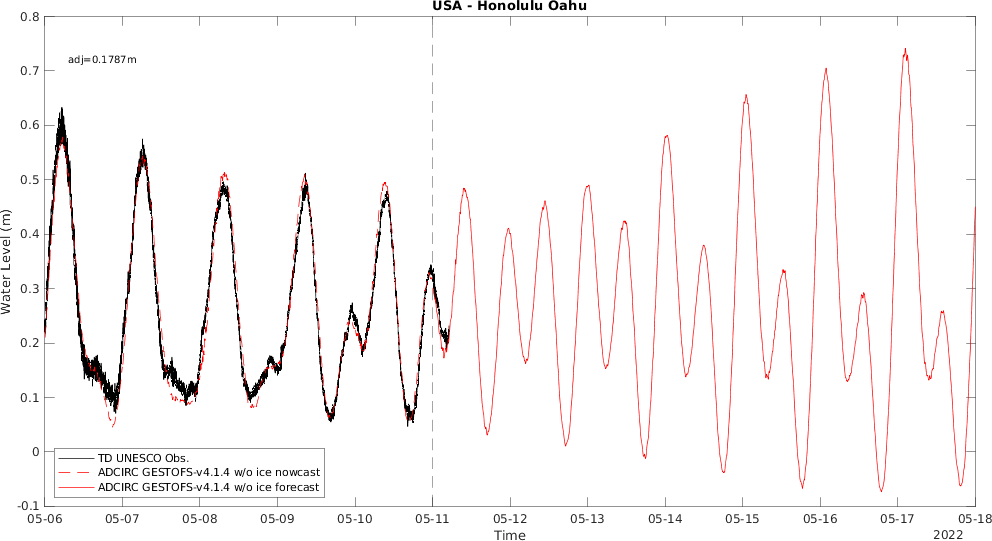 USA - Honolulu Oahu
adj=0.1787m
Water Level (m)
0.8
0.7
0.6
0.5
0.4
0.3
0.2
0.1
0
-0.1
TD UNESCO Obs.
ADCIRC GESTOFS-v4.1.4 w/o ice nowcast
ADCIRC GESTOFS-v4.1.4 w/o ice forecast
05-06 05-07 05-08 05-09 05-10 05-11 05-12 05-13 05-14 05-15 05-16 05-17 05-18
Time
2022